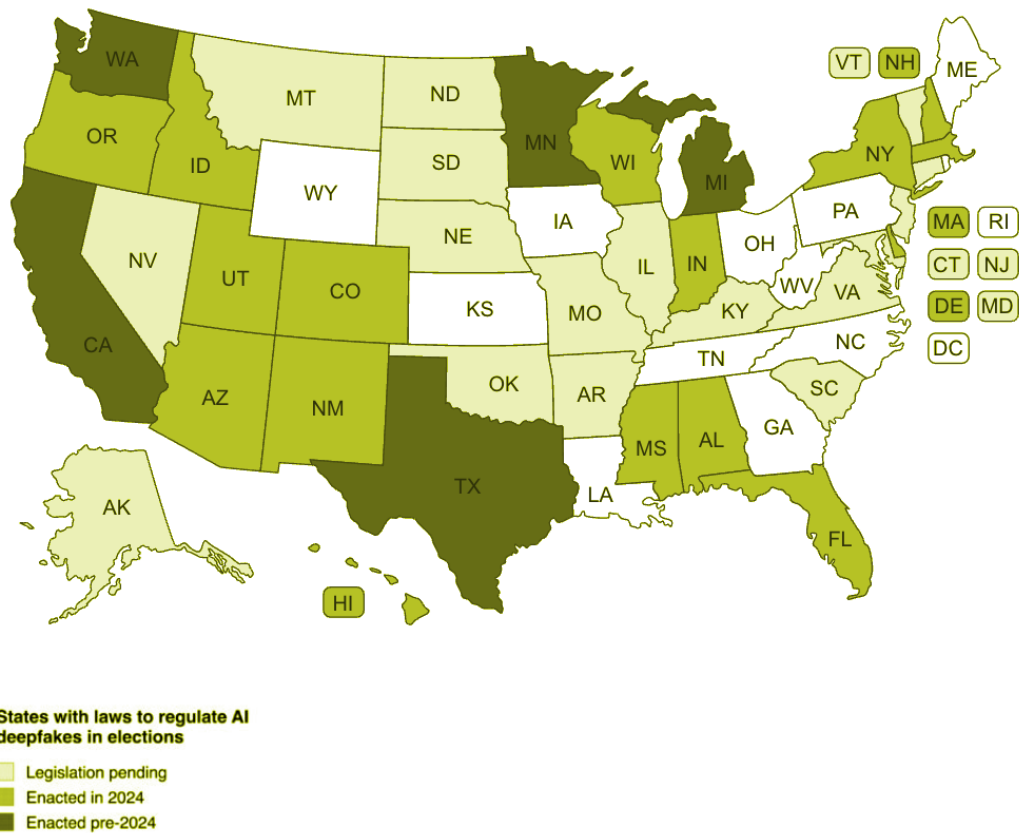 WA
MT
ND
MN
VT
NH
ME
OR
ID
SD
WI
MI
NY
WY
IA
PA
NE
MA
RI
NV
UT
CO
IL
IN
OH
WV
VA
CT
NJ
KS
MO
KY
DE
MD
CA
TN
NC
DC
AZ
NM
OK
AR
SC
MS
AL
GA
TX
LA
AK
FL
HI
States with laws to regulate AI
deepfakes in elections
Legislation pending
Enacted in 2024
Enacted pre-2024